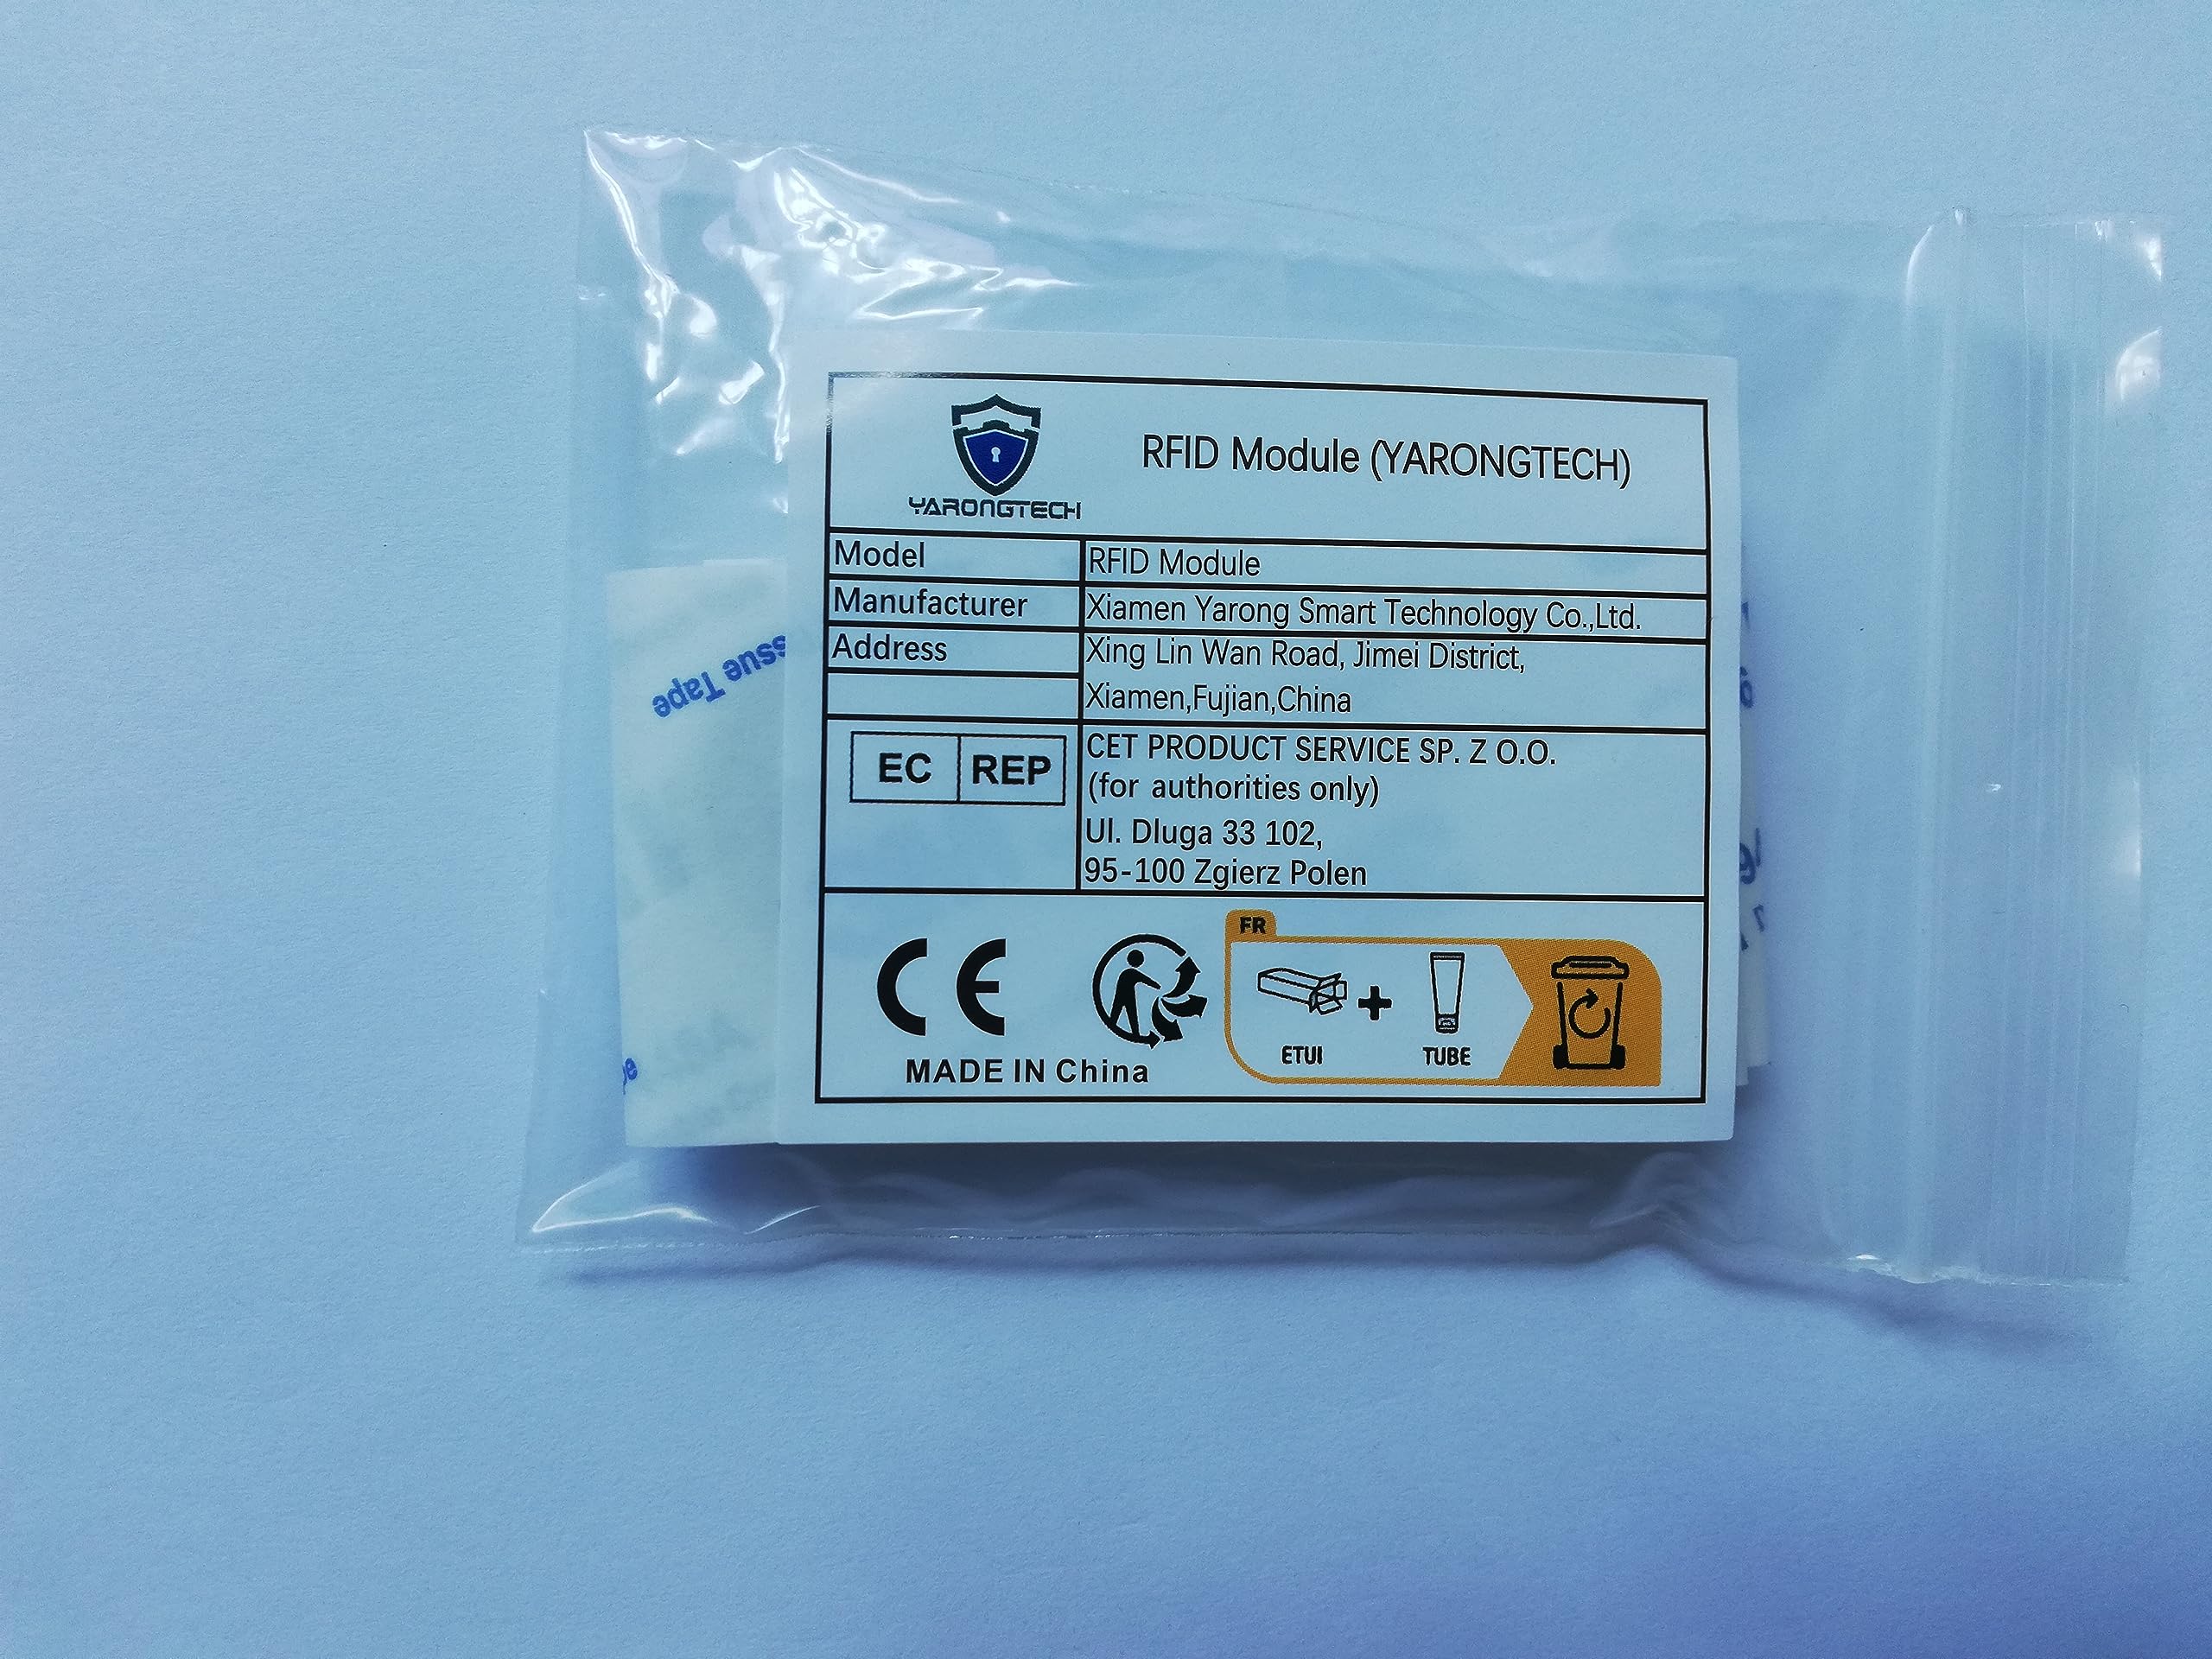 YARONGTECH
RFID Module (YARONGTECH)
Model
RFID Module
Manufacturer
Xiamen Yarong Smart Technology Co.,Ltd.
Address
Xing Lin Wan Road, Jimei District,
Xiamen,Fujian,China
EC REP
CET PRODUCT SERVICE SP. Z O.O.
(for authorities only)
Ul. Dluga 33 102,
95-100 Zgierz Polen
CE
MADE IN China
FR
ETUI + TUBE
Tape